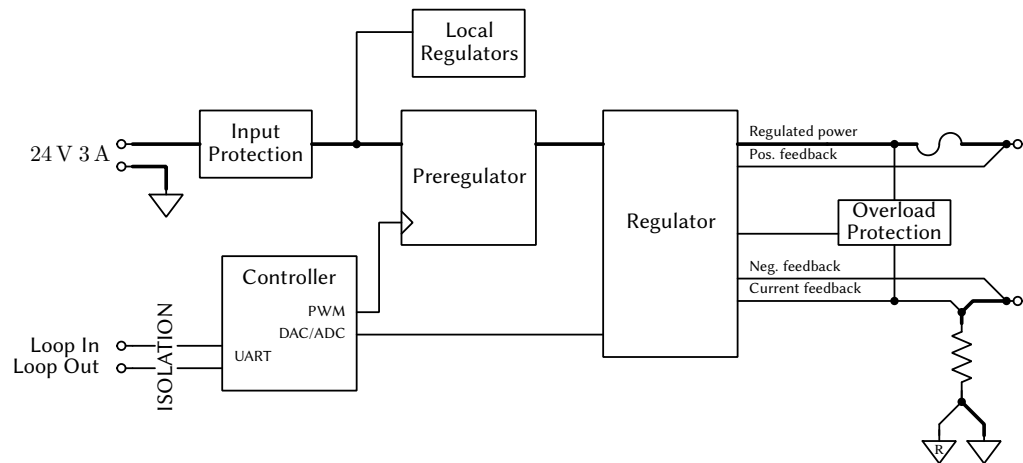 Local
Regulators
Input
Protection
24 V 3 A
Preregulator
Regulator
Regulated power
Pos. feedback
Overload
Protection
Neg. feedback
Current feedback
Controller
PWM
DAC/ADC
UART
ISOLATION
Loop In
Loop Out
R